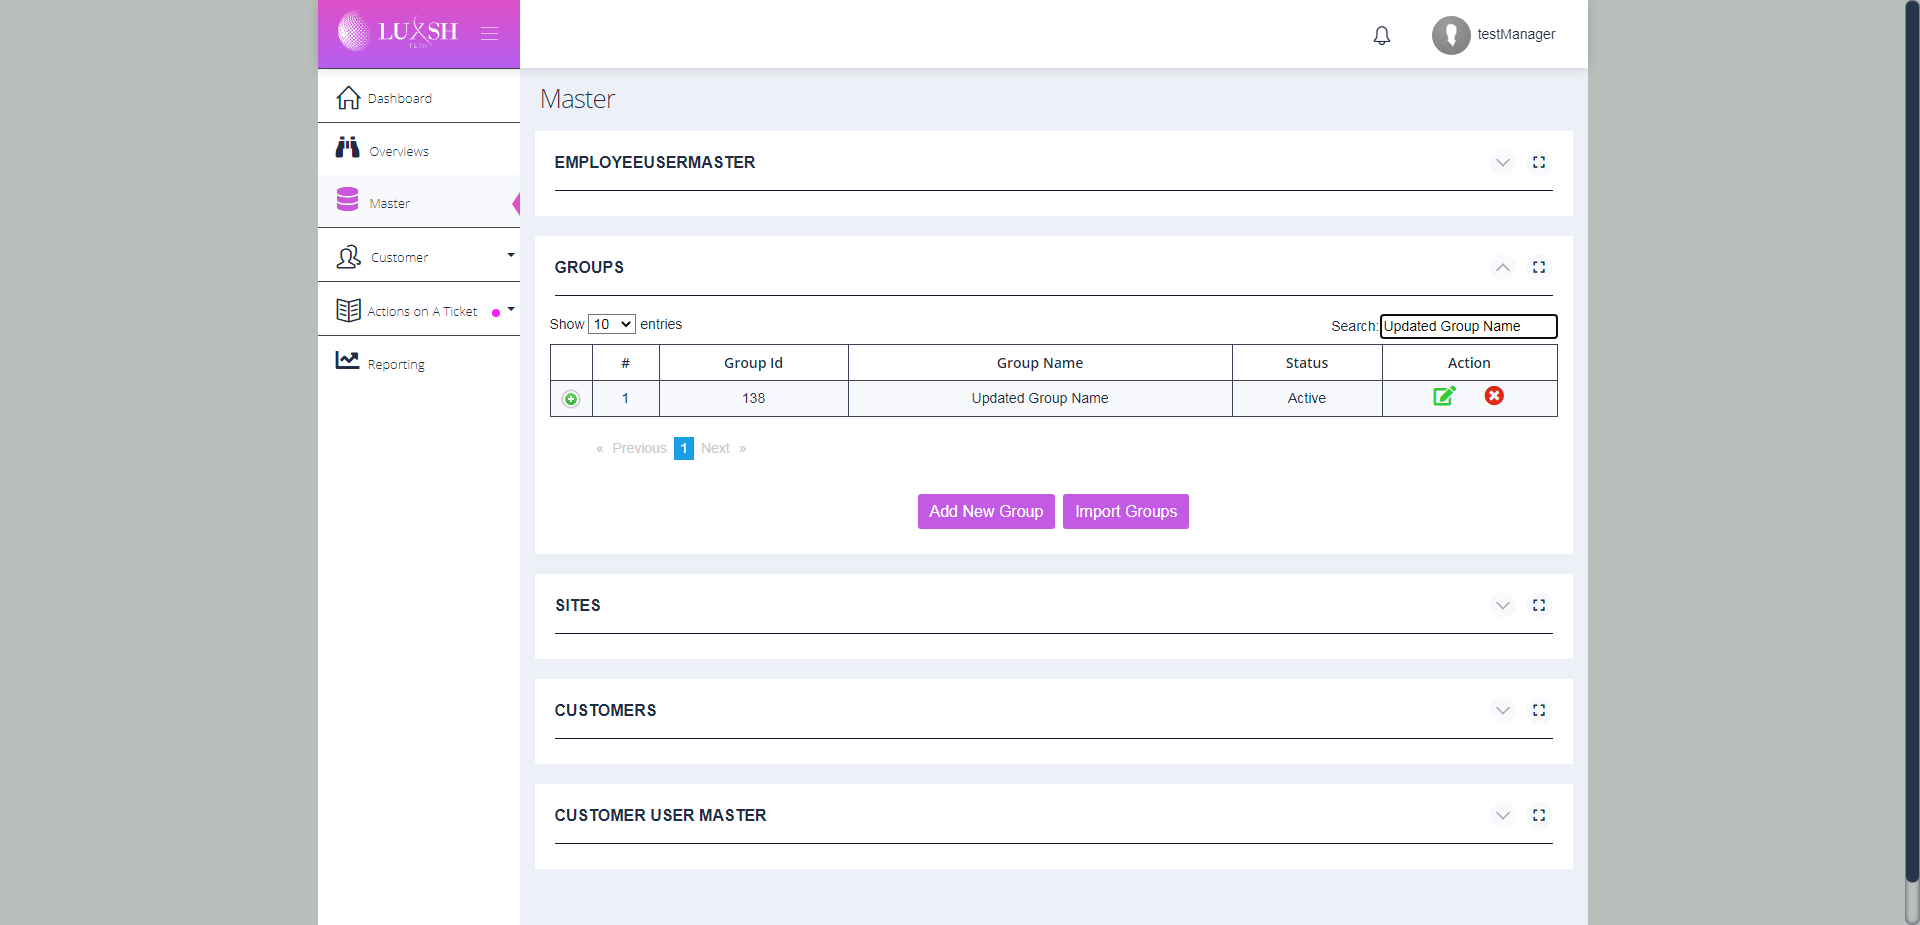 LUXSH
TECH
testManager
Dashboard
Overviews
Master
Customer
Actions on A Ticket
Reporting
Master
EMPLOYEEUSERMASTER
GROUPS
Show 10 entries
Search: Updated Group Name
# Group Id Group Name Status Action
1 138 Updated Group Name Active
« Previous 1 Next »
Add New Group Import Groups
SITES
CUSTOMERS
CUSTOMER USER MASTER